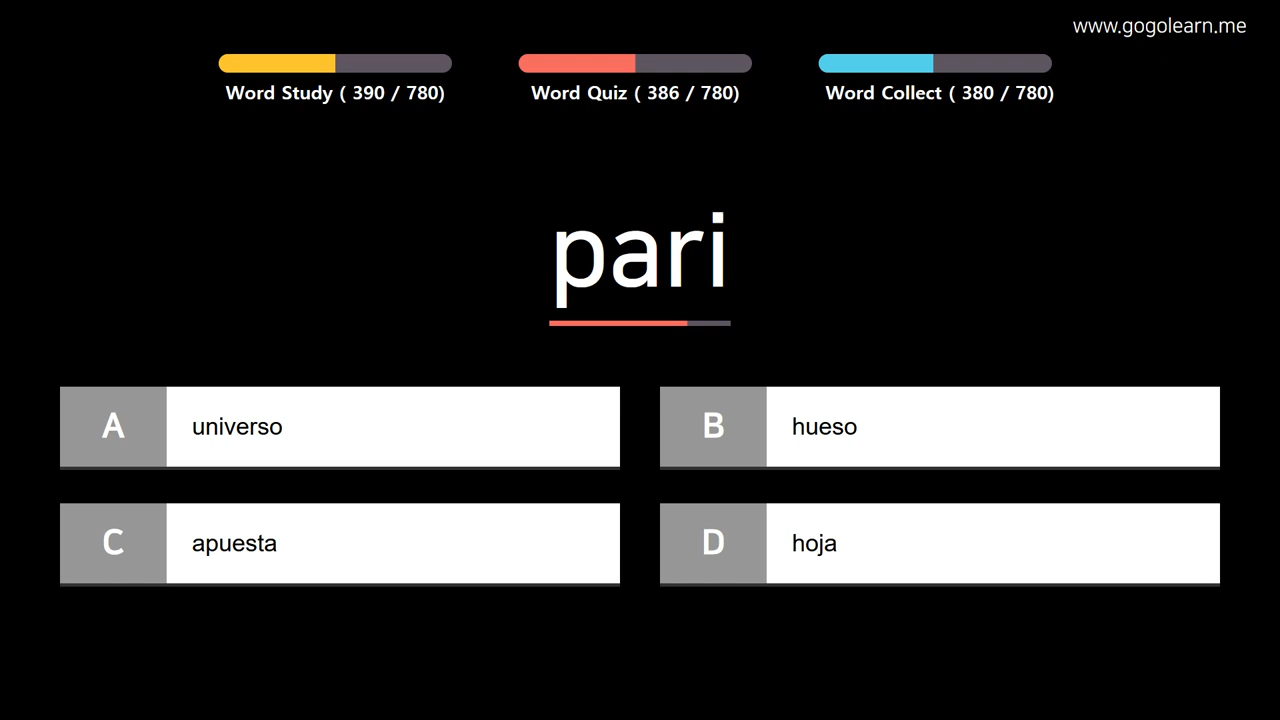 www.gogolearn.me
Word Study ( 390 / 780)
Word Quiz ( 386 / 780)
Word Collect ( 380 / 780)
pari
A universo
B hueso
C apuesta
D hoja